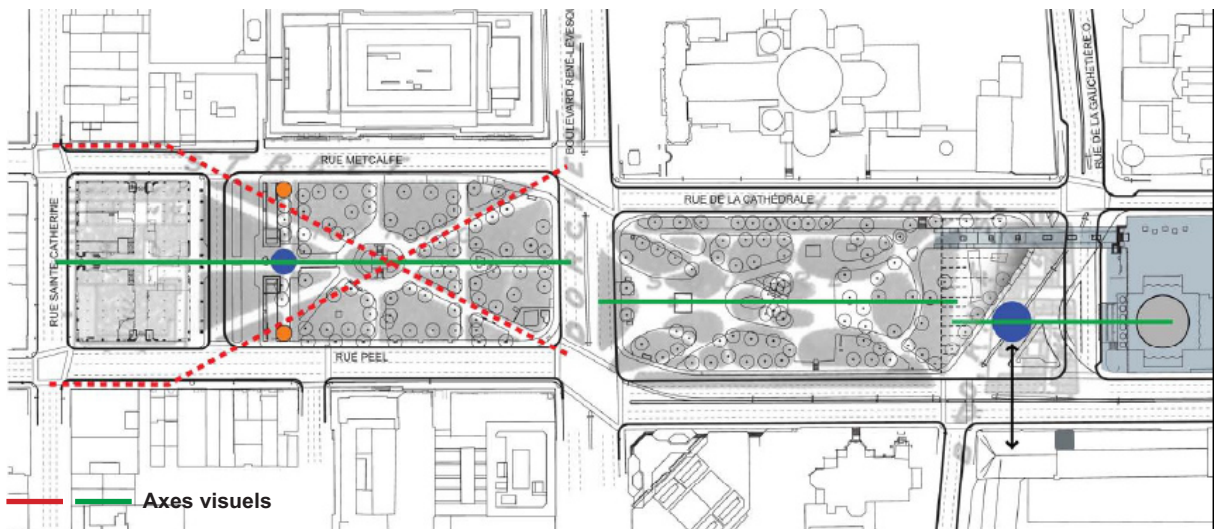 BOULEVARD RENÉ-LÉVESQ
RUE DE LA GAUCHETIÈRE O.
RUE METCALFE
RUE DE LA CATHÉDRALE
RUE SAINTE-CATHERINE
RUE PEEL
Axes visuels